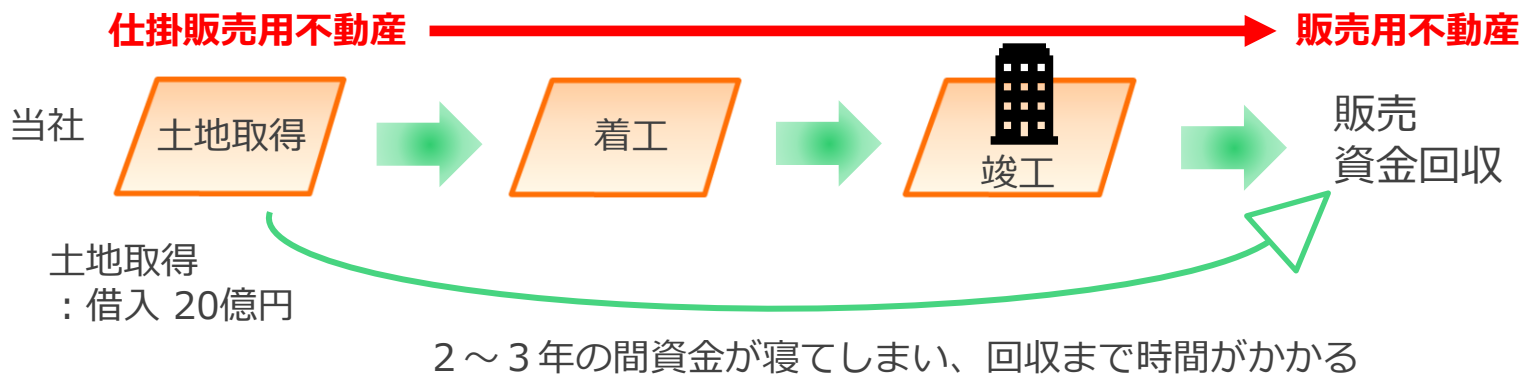 仕掛販売用不動産
販売用不動産
当社
土地取得
着工
竣工
販売
資金回収
土地取得
：借入 20億円
２～３年の間資金が寝てしまい、回収まで時間がかかる